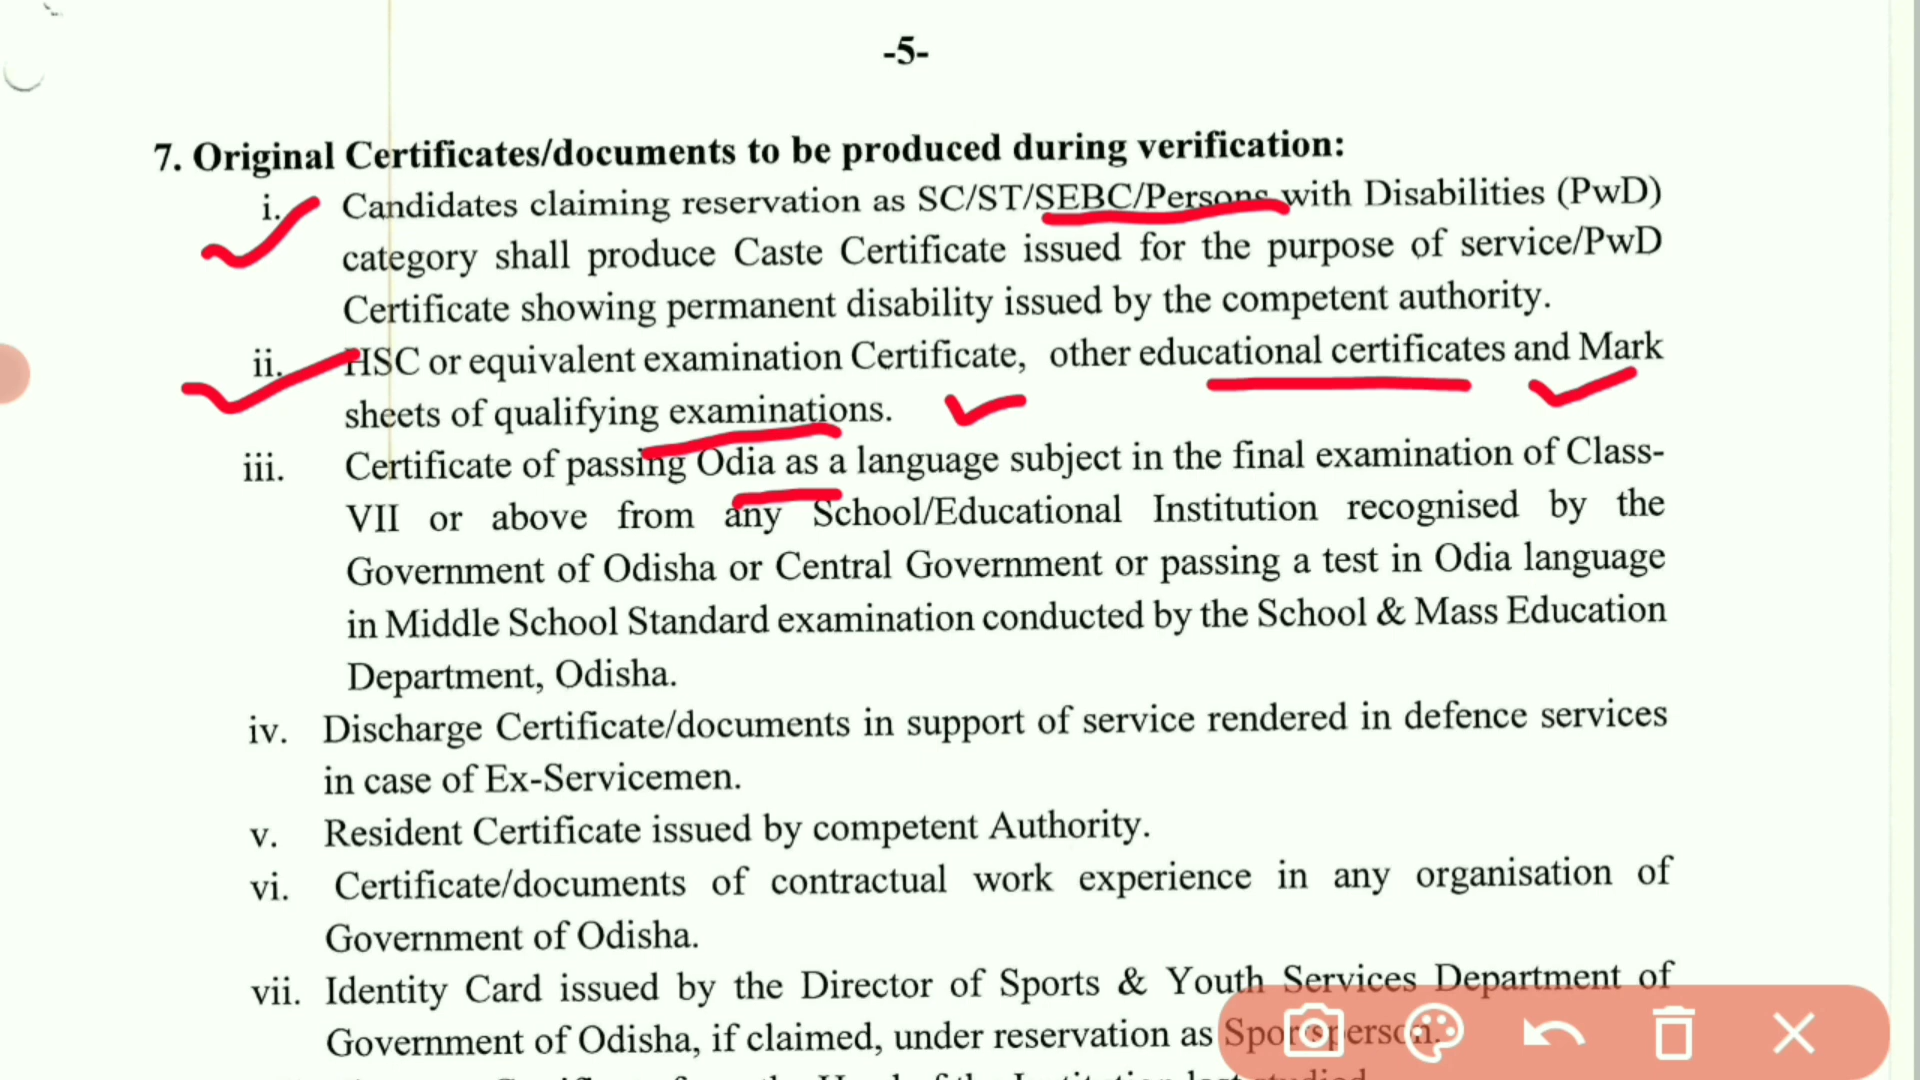 -5-
7. Original Certificates/documents to be produced during verification:
i. Candidates claiming reservation as SC/ST/SEBC/Persons with Disabilities (PwD)
category shall produce Caste Certificate issued for the purpose of service/PwD
Certificate showing permanent disability issued by the competent authority.
ii. HSC or equivalent examination Certificate, other educational certificates and Mark
sheets of qualifying examinations.
iii. Certificate of passing Odia as a language subject in the final examination of Class-
VII or above from any School/Educational Institution recognised by the
Government of Odisha or Central Government or passing a test in Odia language
in Middle School Standard examination conducted by the School & Mass Education
Department, Odisha.
iv. Discharge Certificate/documents in support of service rendered in defence services
in case of Ex-Servicemen.
v. Resident Certificate issued by competent Authority.
vi. Certificate/documents of contractual work experience in any organisation of
Government of Odisha.
vii. Identity Card issued by the Director of Sports & Youth Services Department of
Government of Odisha, if claimed, under reservation as Sportsperson.